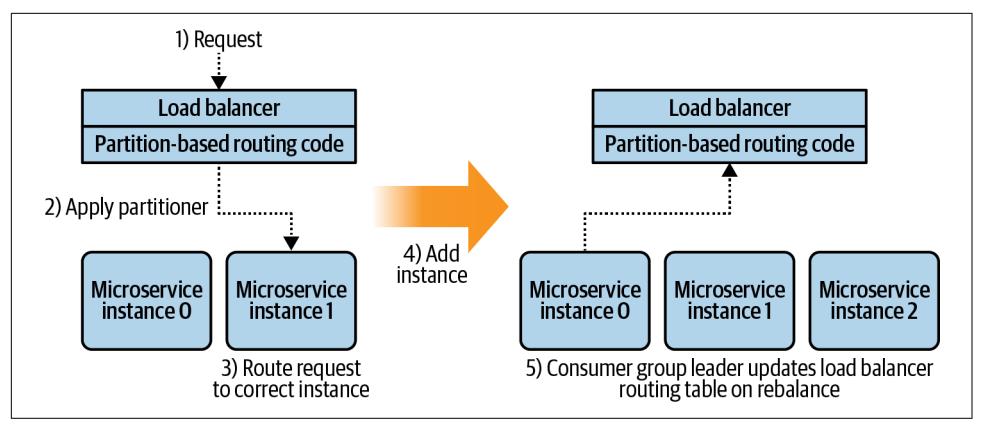 1) Request
Load balancer
Partition-based routing code
2) Apply partitioner
Microservice
instance 0
Microservice
instance 1
3) Route request
to correct instance
4) Add
instance
Load balancer
Partition-based routing code
Microservice
instance 0
Microservice
instance 1
Microservice
instance 2
5) Consumer group leader updates load balancer
routing table on rebalance